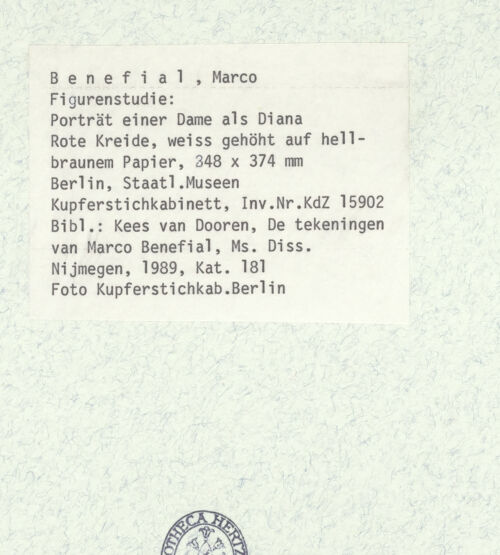 B e n e f i a l , Marco
Figurenstudie:
Porträt einer Dame als Diana
Rote Kreide, weiss gehöht auf hell-
braunem Papier, 348 x 374 mm
Berlin, Staatl.Museen
Kupferstichkabinett, Inv.Nr.KdZ 15902
Bibl.: Kees van Dooren, De tekeningen
van Marco Benefial, Ms. Diss.
Nijmegen, 1989, Kat. 181
Foto Kupferstichkab.Berlin